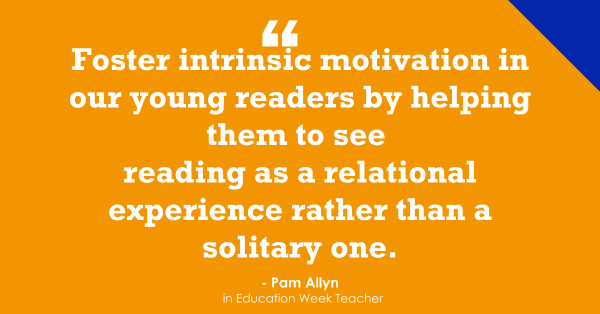 “
Foster intrinsic motivation in
our young readers by helping
them to see
reading as a relational
experience rather than a
solitary one.
- Pam Allyn
in Education Week Teacher